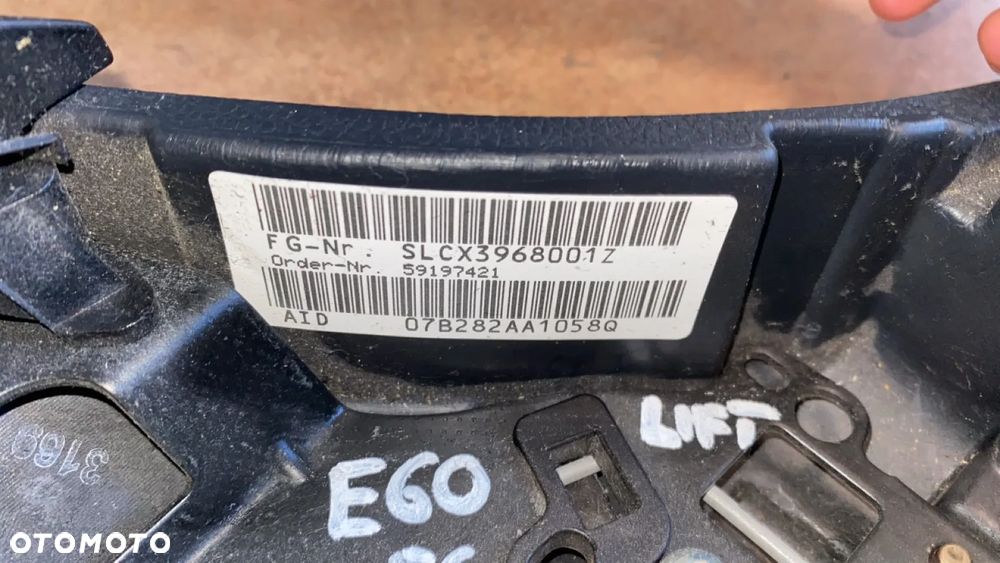 FG-Nr. SLCX3968001Z
Order-Nr. 59197421
AID 07B282AA1058Q
LIFT
E60
OTOMOTO